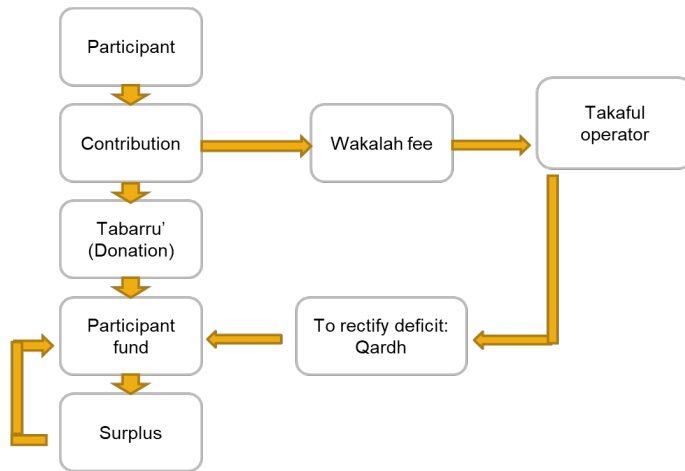 Participant
Contribution
Wakalah fee
Takaful
operator
Tabarru’
(Donation)
Participant
fund
To rectify deficit:
Qardh
Surplus